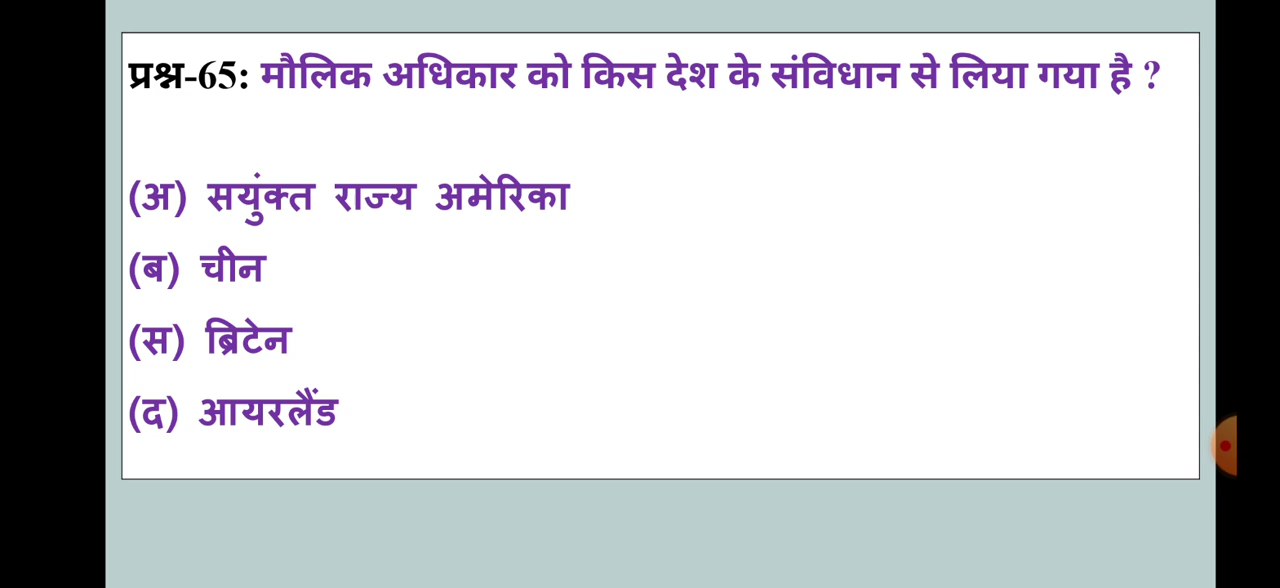 प्रश्न-65: मौलिक अधिकार को किस देश के संविधान से लिया गया है ?
(अ) सयुंक्त राज्य अमेरिका
(ब) चीन
(स) ब्रिटेन
(द) आयरलैंड